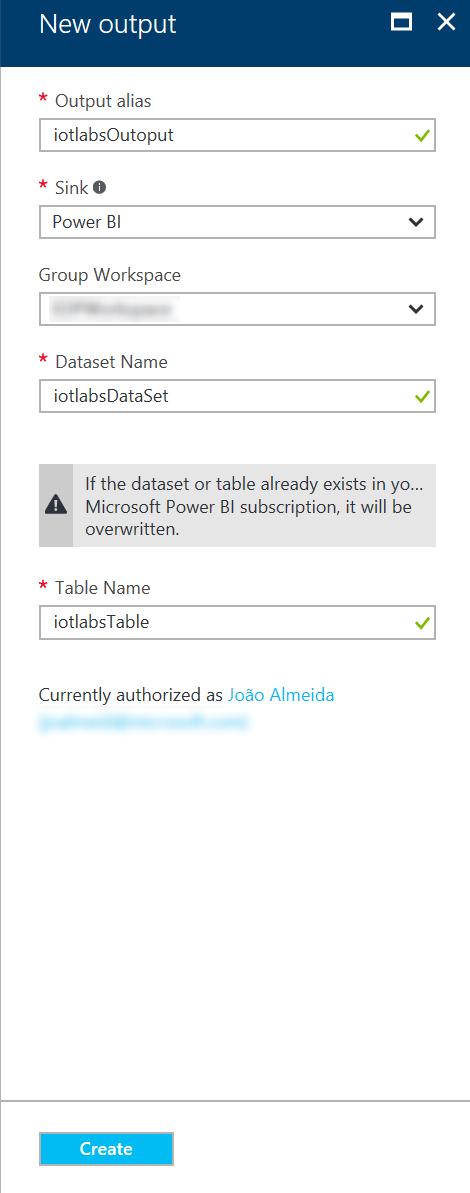 New output
* Output alias
iotlabsOutoput
* Sink
Power BI
Group Workspace
* Dataset Name
iotlabsDataSet
If the dataset or table already exists in yo...
Microsoft Power BI subscription, it will be
overwritten.
* Table Name
iotlabsTable
Currently authorized as João Almeida
Create